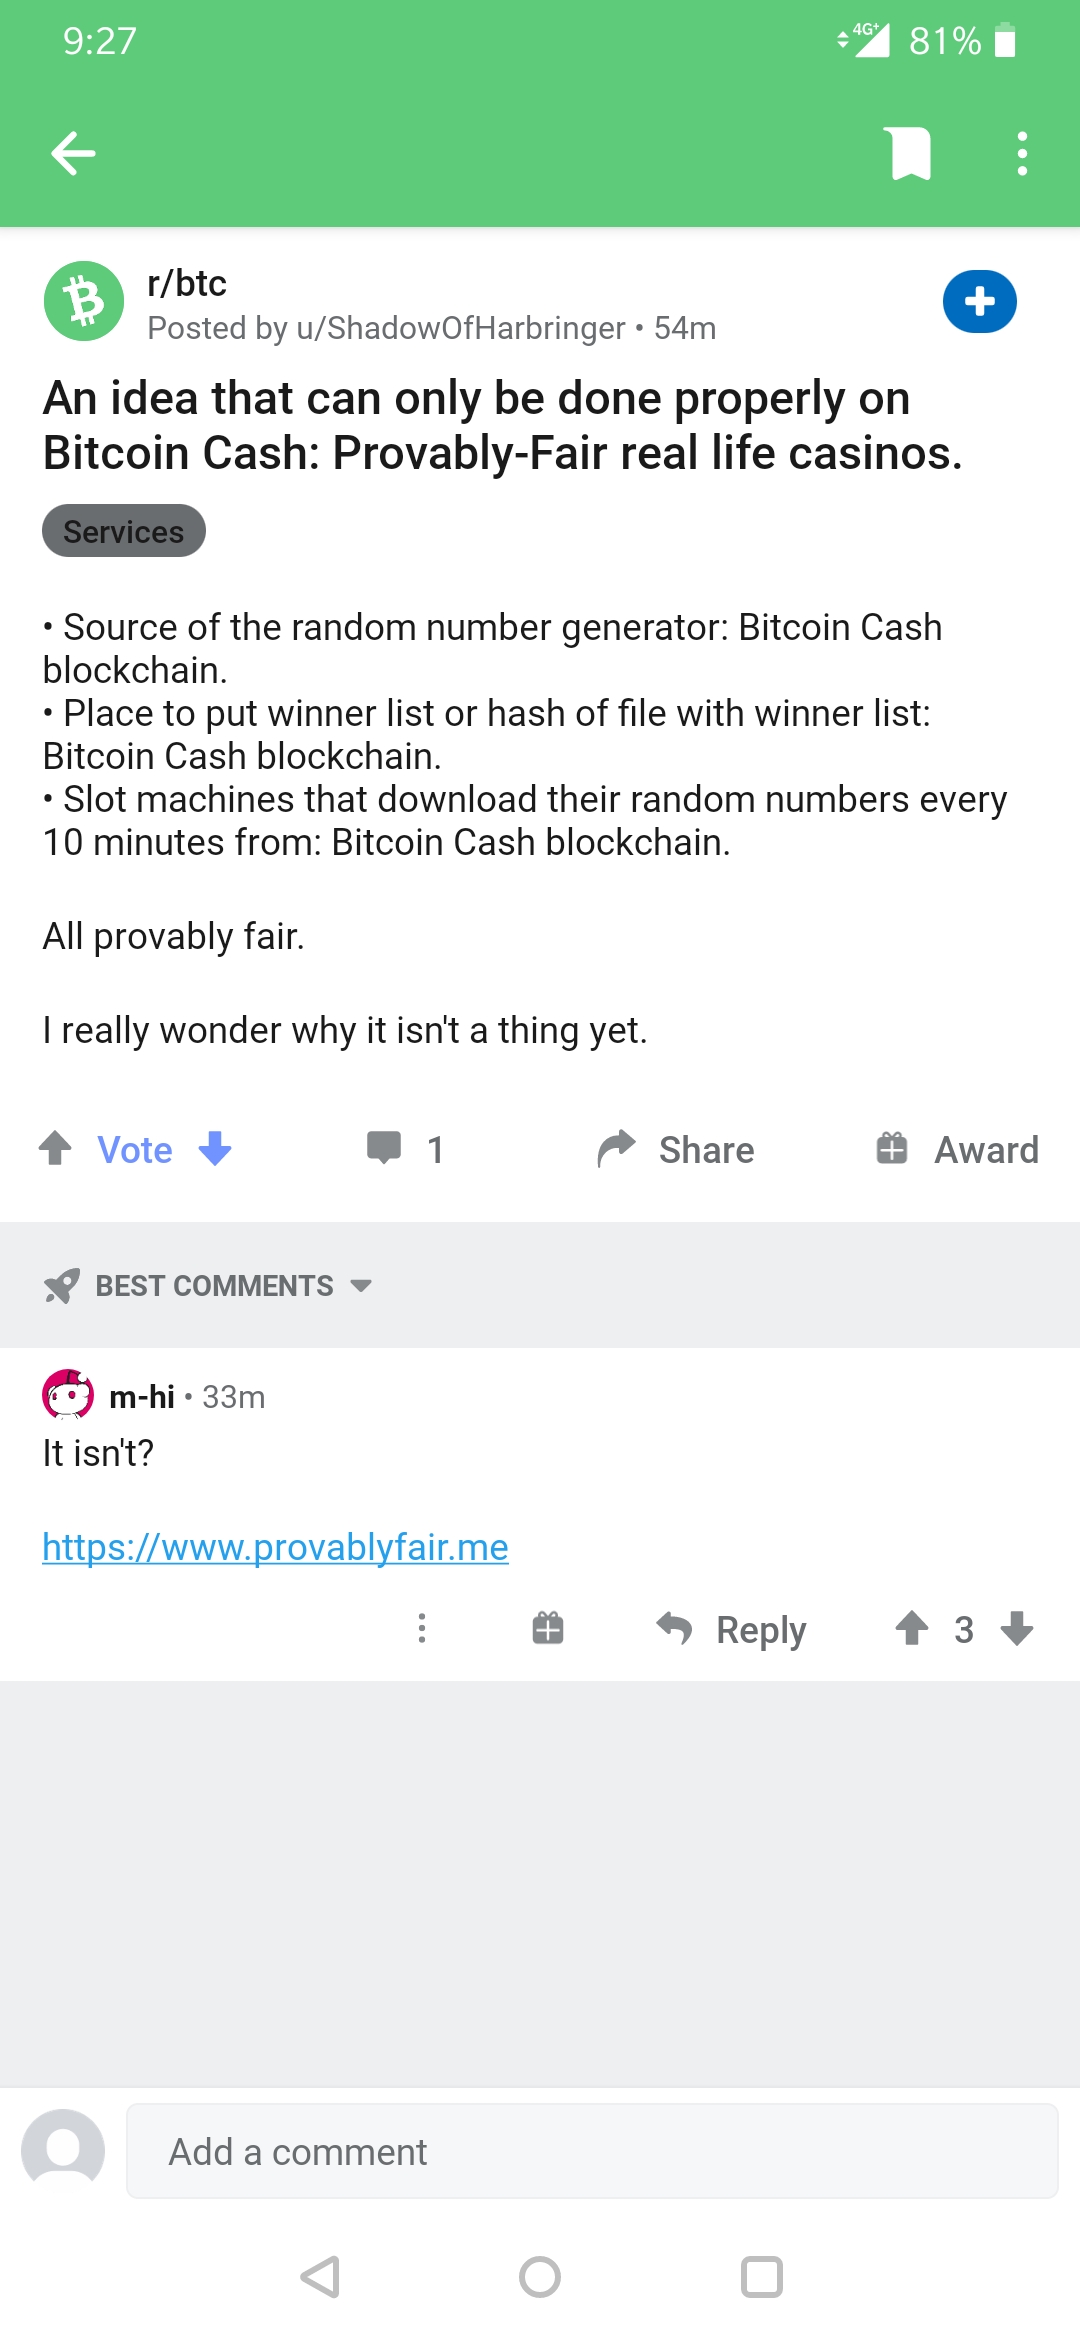 9:27
4G+ 81%
r/btc
Posted by u/ShadowOfHarbringer • 54m
An idea that can only be done properly on
Bitcoin Cash: Provably-Fair real life casinos.
Services
• Source of the random number generator: Bitcoin Cash
blockchain.
• Place to put winner list or hash of file with winner list:
Bitcoin Cash blockchain.
• Slot machines that download their random numbers every
10 minutes from: Bitcoin Cash blockchain.
All provably fair.
I really wonder why it isn't a thing yet.
Vote 1 Share Award
BEST COMMENTS
m-hi • 33m
It isn't?
https://www.provablyfair.me
Reply 3
Add a comment